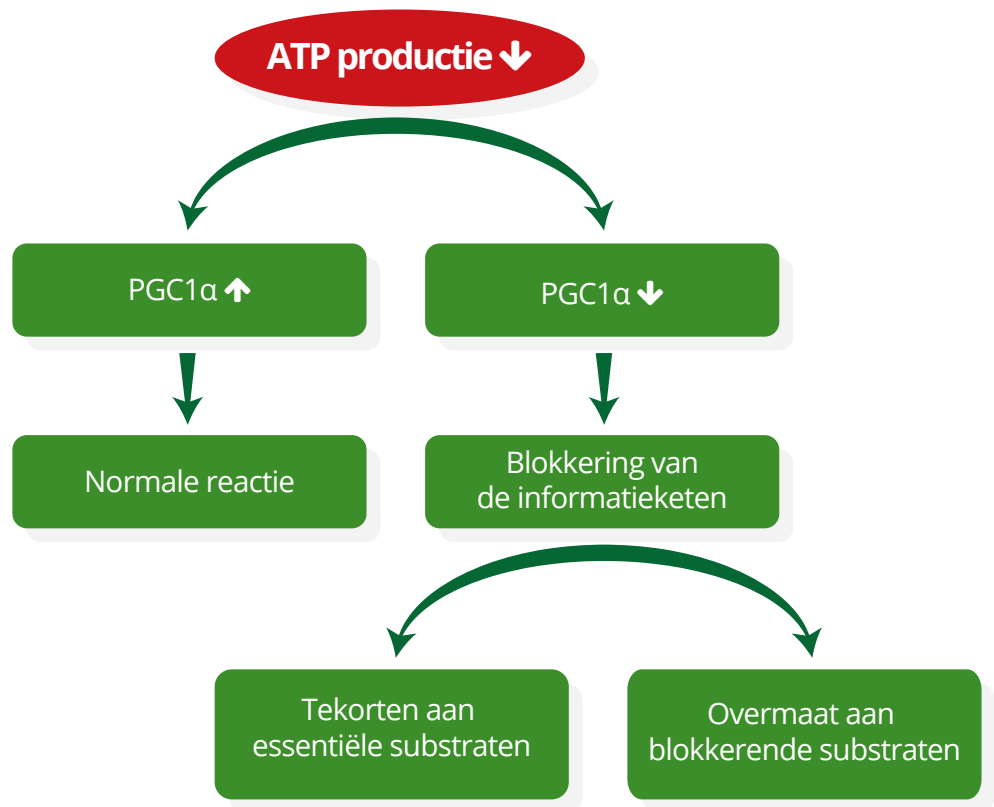 ATP productie ↓
PGC1α ↑
PGC1α ↓
Normale reactie
Blokkering van
de informatieketen
Tekorten aan
essentiële substraten
Overmaat aan
blokkerende substraten